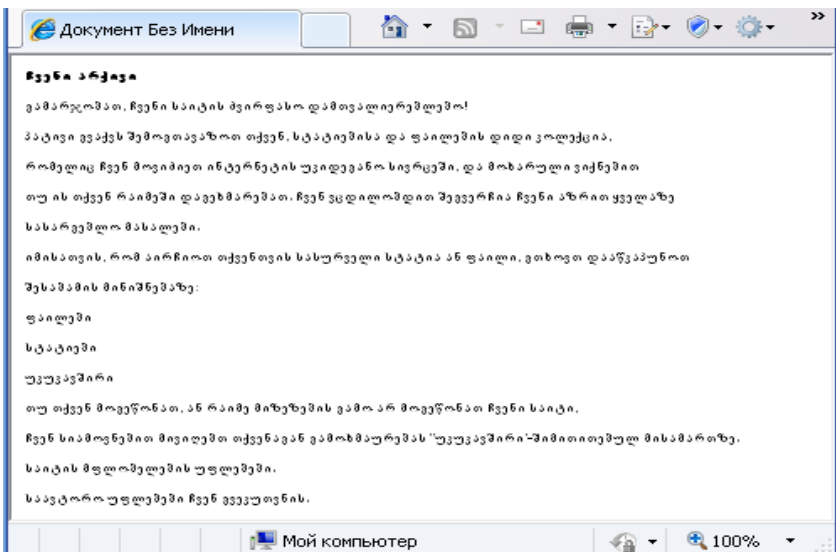 Документ Без Имени
ჩვენი არქივი
გამარჯობათ, ჩვენი საიტის ძვირფასო დამთვალიერებლებო!
პატივი გვაქვს შემოგთავაზოთ თქვენ, სტატიებისა და ფაილების დიდი კოლექცია,
რომელიც ჩვენ მოვიძიეთ ინტერნეტის უკიდეგანო სივრცეში, და მოხარული ვიქნებით
თუ ის თქვენ რაიმეში დაგეხმარებათ. ჩვენ ვცდილობდით შეგვერჩია ჩვენი აზრით ყველაზე
სასარგებლო მასალები.
იმისათვის, რომ აირჩიოთ თქვენთვის სასურველი სტატია ან ფაილი, გთხოვთ დააწკაპუნოთ
შესაბამის მინიშნებაზე:
ფაილები
სტატიები
უკუკავშირი
თუ თქვენ მოგეწონათ, ან რაიმე მიზეზების გამო არ მოგეწონათ ჩვენი საიტი,
ჩვენ სიამოვნებით მივიღებთ თქვენაგან გამოხმაურებას "უკუკავშირი"-შიმითითებულ მისამართზე.
საიტის მფლობელების უფლებები.
საავტორო უფლებები ჩვენ გვეკუთვნის.
Мой компьютер
100%